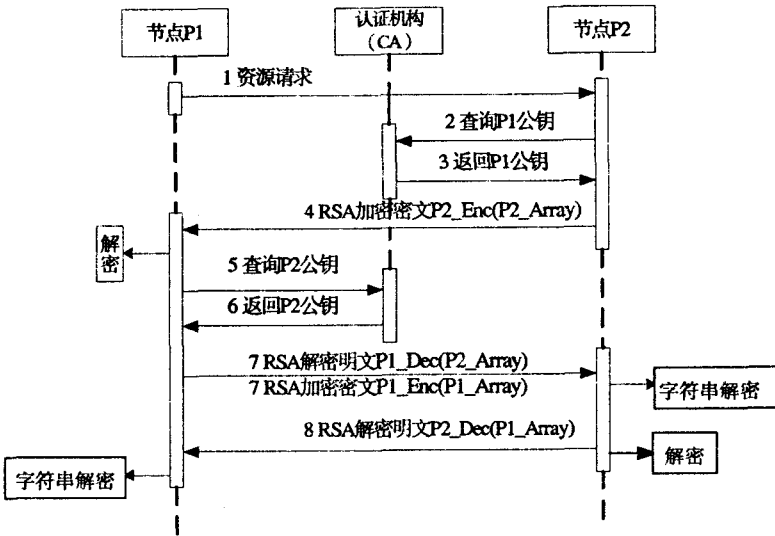 节点P1
认证机构
（CA）
节点P2
1 资源请求
2 查询P1公钥
3 返回P1公钥
4 RSA加密密文P2_Enc(P2_Array)
解
密
5 查询P2公钥
6 返回P2公钥
7 RSA解密明文P1_Dec(P2_Array)
7 RSA加密密文P1_Enc(P1_Array)
字符串解密
8 RSA解密明文P2_Dec(P1_Array)
解密
字符串解密